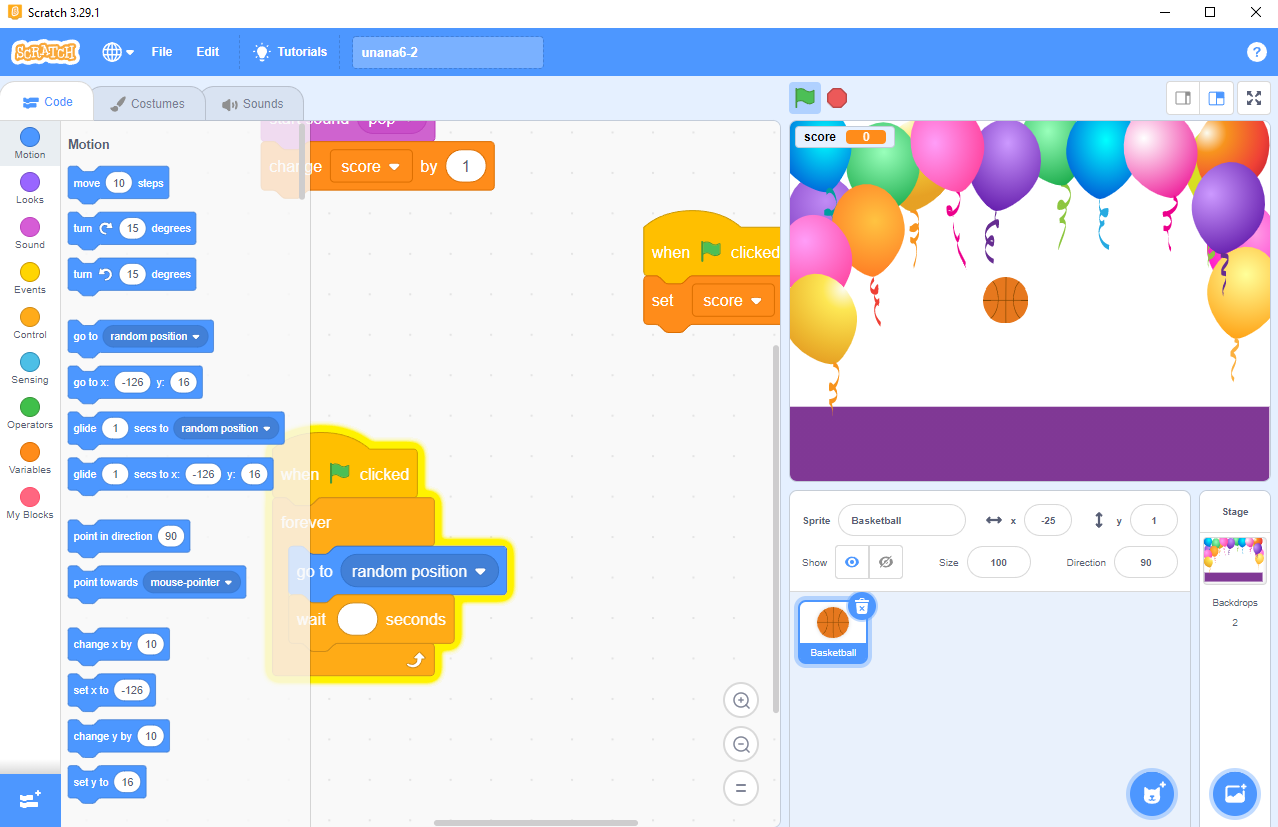 Scratch 3.29.1
SCRATCH
File
Edit
Tutorials
unana6-2
?
Code
Costumes
Sounds
Motion
Looks
Sound
Events
Control
Sensing
Operators
Variables
My Blocks
Motion
move 10 steps
turn 15 degrees
turn 15 degrees
go to random position
go to x: -126 y: 16
glide 1 secs to random position
glide 1 secs to x: -126 y: 16
point in direction 90
point towards mouse-pointer
change x by 10
set x to -126
change y by 10
set y to 16
start sound pop
change score by 1
when clicked
set score
when clicked
forever
go to random position
wait seconds
score 0
Sprite Basketball x -25 y 1
Show Size 100 Direction 90
Basketball
Stage
Backdrops
2